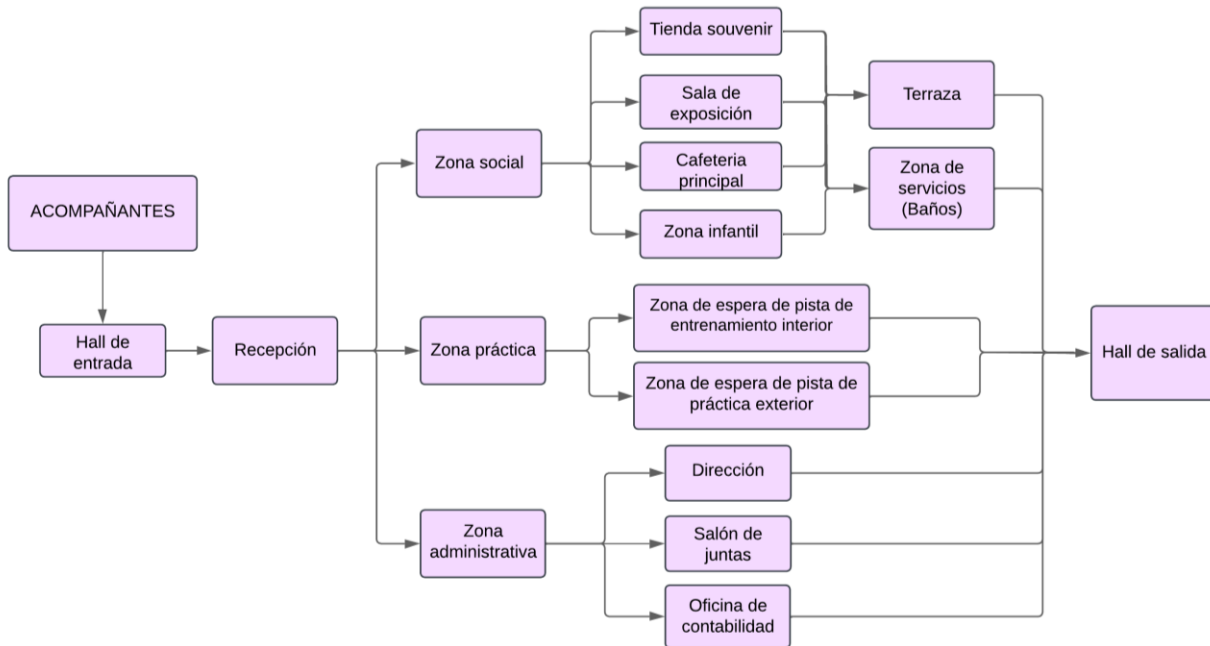 Tienda souvenir
Sala de
exposición
Terraza
Zona social
Cafeteria
principal
Zona de
servicios
(Baños)
ACOMPAÑANTES
Zona infantil
Zona de espera de pista de
entrenamiento interior
Hall de
entrada
Recepción
Zona práctica
Hall de salida
Zona de espera de pista de
práctica exterior
Dirección
Zona
administrativa
Salón de
juntas
Oficina de
contabilidad